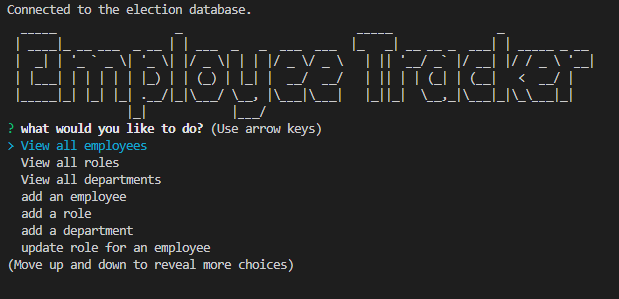 Connected to the election database.
Employee Tracker
? what would you like to do? (Use arrow keys)
> View all employees
View all roles
View all departments
add an employee
add a role
add a department
update role for an employee
(Move up and down to reveal more choices)